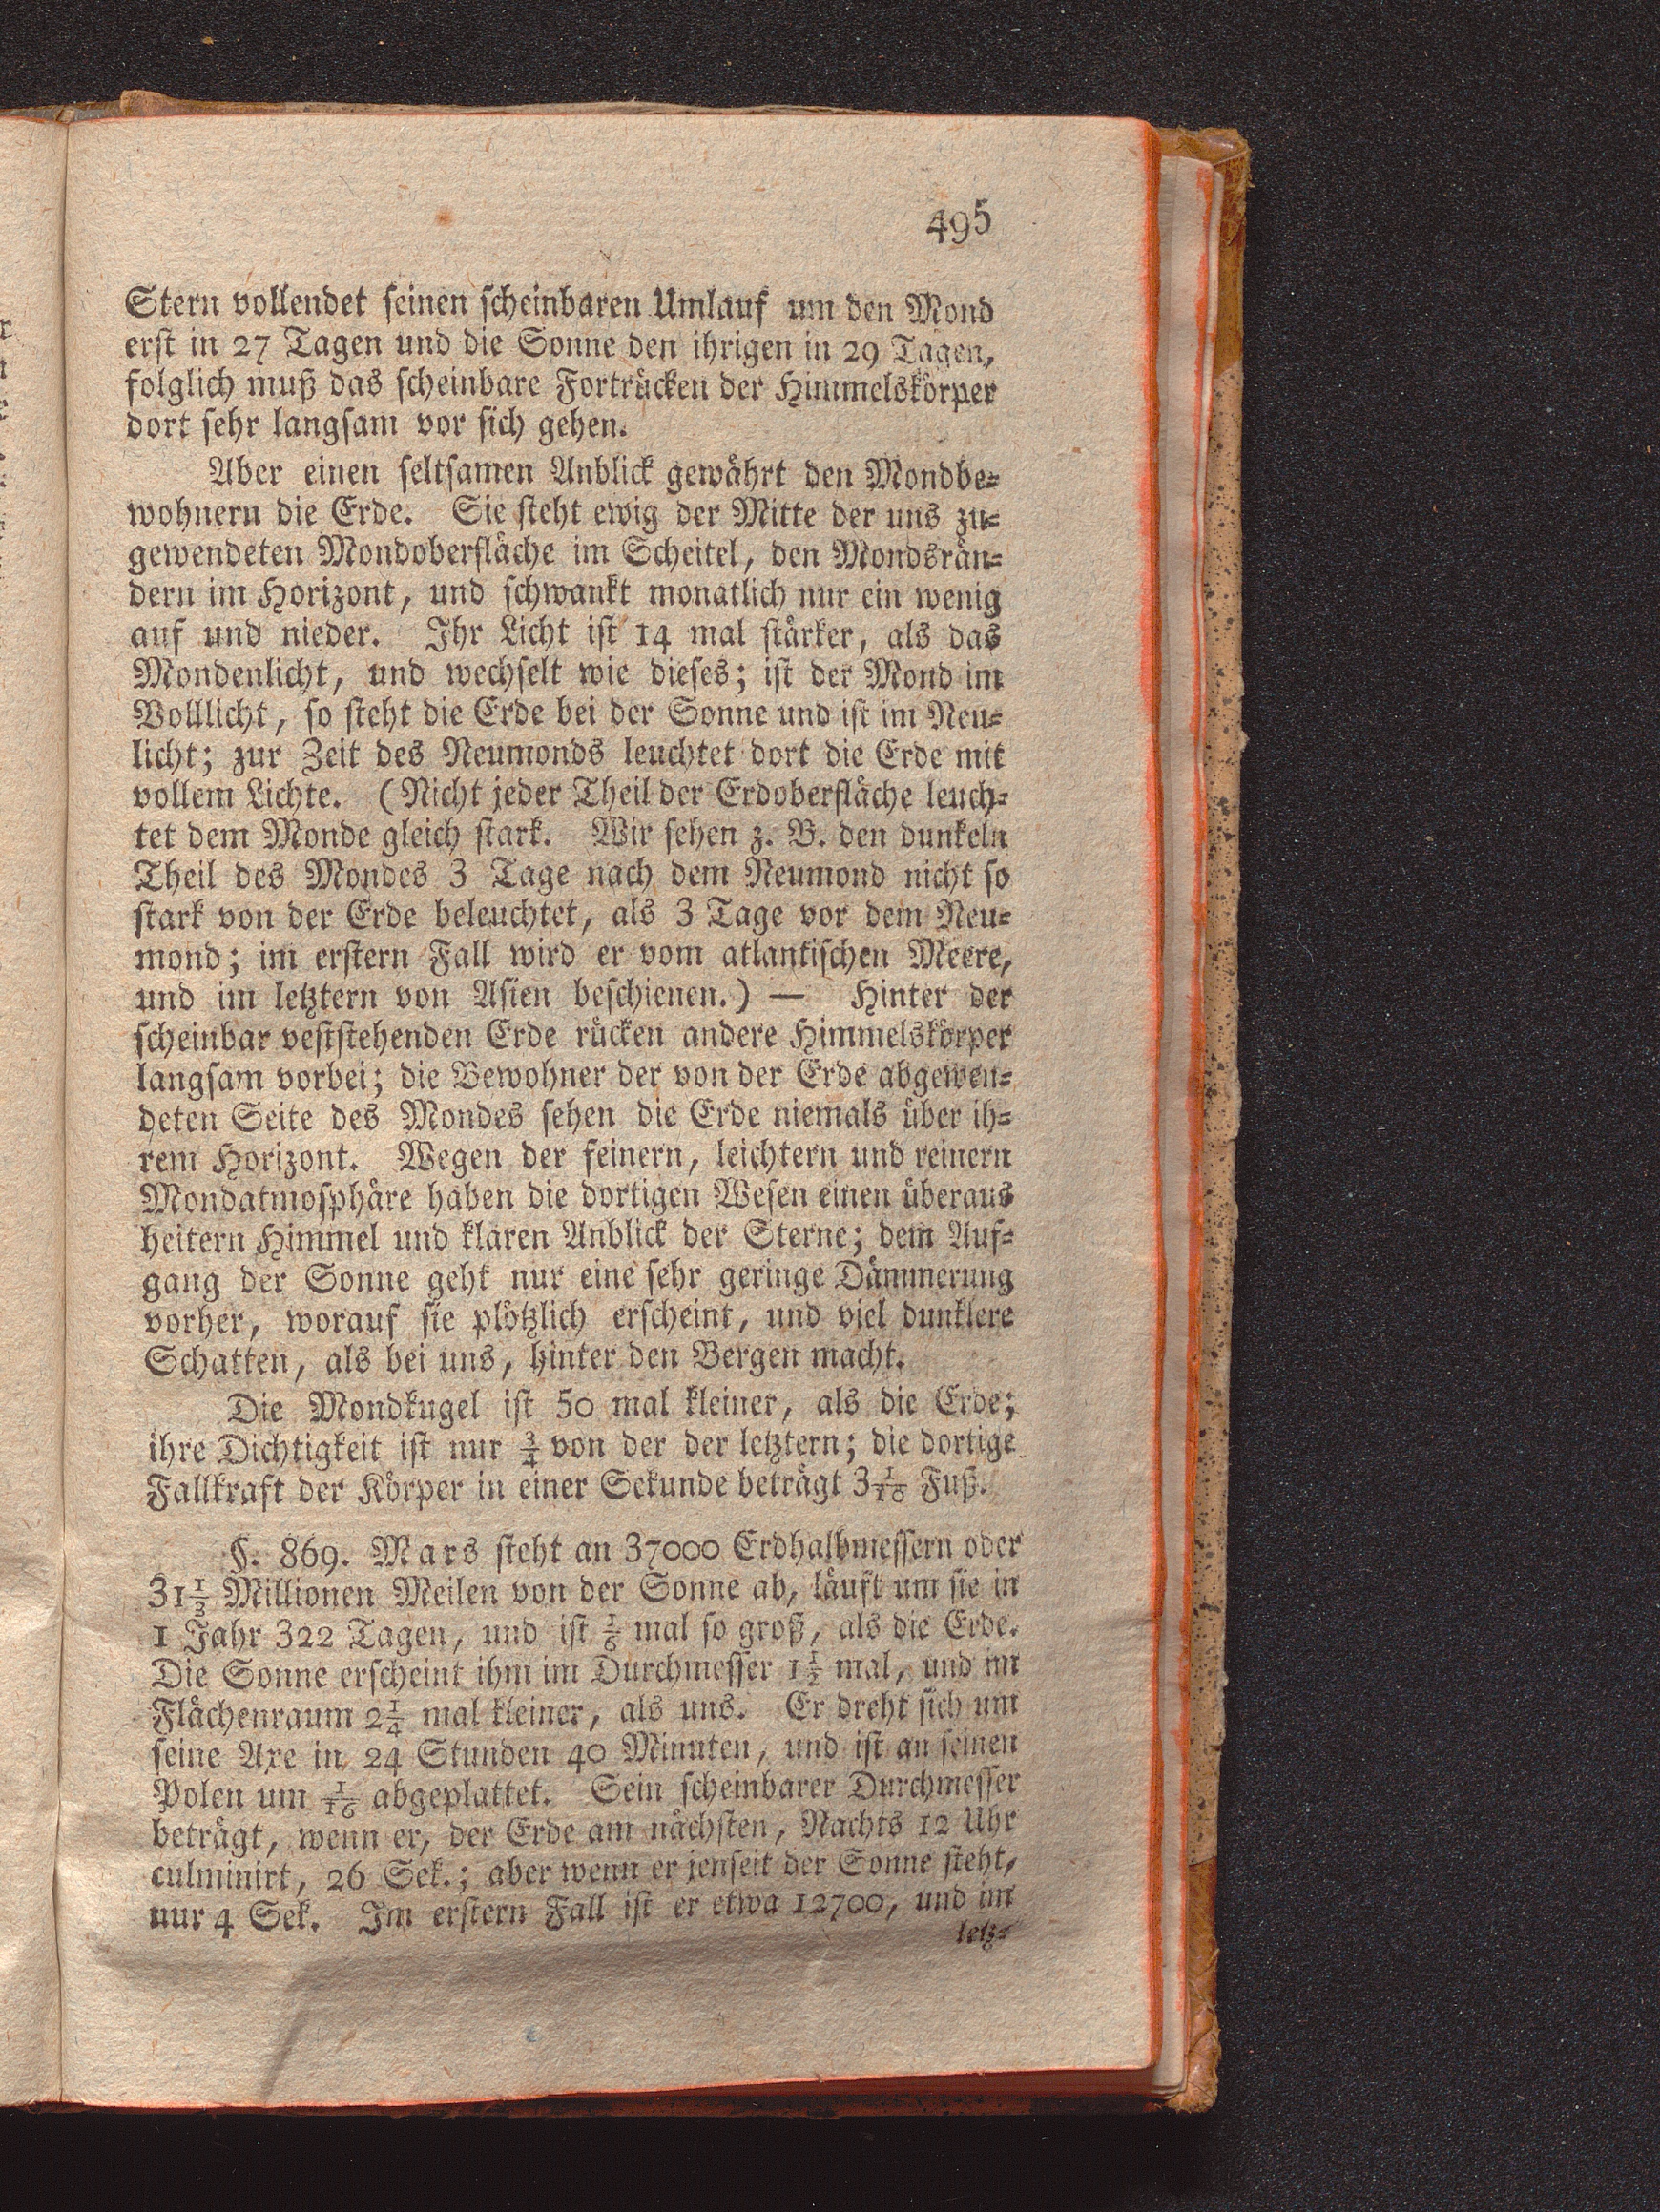 495
Stern vollendet seinen scheinbaren Umlauf um den Mond
erst in 27 Tagen und die Sonne den ihrigen in 29 Tagen,
folglich muß das scheinbare Fortrücken der Himmelskörper
dort sehr langsam vor sich gehen.
Aber einen seltsamen Anblick gewährt den Mondbe-
wohnern die Erde. Sie steht ewig der Mitte der uns zu-
gewendeten Mondoberfläche im Scheitel, den Mondsrän-
dern im Horizont, und schwankt monatlich nur ein wenig
auf und nieder. Ihr Licht ist 14 mal stärker, als das
Mondenlicht, und wechselt wie dieses; ist der Mond im
Volllicht, so steht die Erde bei der Sonne und ist im Neu-
licht; zur Zeit des Neumonds leuchtet dort die Erde mit
vollem Lichte. (Nicht jeder Theil der Erdoberfläche leuch-
tet dem Monde gleich stark. Wir sehen z. B. den dunkeln
Theil des Mondes 3 Tage nach dem Neumond nicht so
stark von der Erde beleuchtet, als 3 Tage vor dem Neu-
mond; im erstern Fall wird er vom atlantischen Meere,
und im letztern von Asien beschienen.) — Hinter der
scheinbar veststehenden Erde rücken andere Himmelskörper
langsam vorbei; die Bewohner der von der Erde abgewen-
deten Seite des Mondes sehen die Erde niemals über ih-
rem Horizont. Wegen der feinern, leichtern und reinern
Mondatmosphäre haben die dortigen Wesen einen überaus
heitern Himmel und klaren Anblick der Sterne; dem Auf-
gang der Sonne geht nur eine sehr geringe Dämmerung
vorher, worauf sie plötzlich erscheint, und viel dunklere
Schatten, als bei uns, hinter den Bergen macht.
Die Mondkugel ist 50 mal kleiner, als die Erde;
ihre Dichtigkeit ist nur 3/4 von der der letztern; die dortige
Fallkraft der Körper in einer Sekunde beträgt 3 1/10 Fuß.
§. 869. Mars steht an 37000 Erdhalbmessern oder
31 1/3 Millionen Meilen von der Sonne ab, läuft um sie in
1 Jahr 322 Tagen, und ist 1/6 mal so groß, als die Erde.
Die Sonne erscheint ihm im Durchmesser 1 1/2 mal, und im
Flächenraum 2 1/4 mal kleiner, als uns. Er dreht sich um
seine Axe in 24 Stunden 40 Minuten, und ist an seinen
Polen um 1/16 abgeplattet. Sein scheinbarer Durchmesser
beträgt, wenn er, der Erde am nächsten, Nachts 12 Uhr
culminirt, 26 Sek.; aber wenn er jenseit der Sonne steht,
nur 4 Sek. Im erstern Fall ist er etwa 12700, und im
letz-